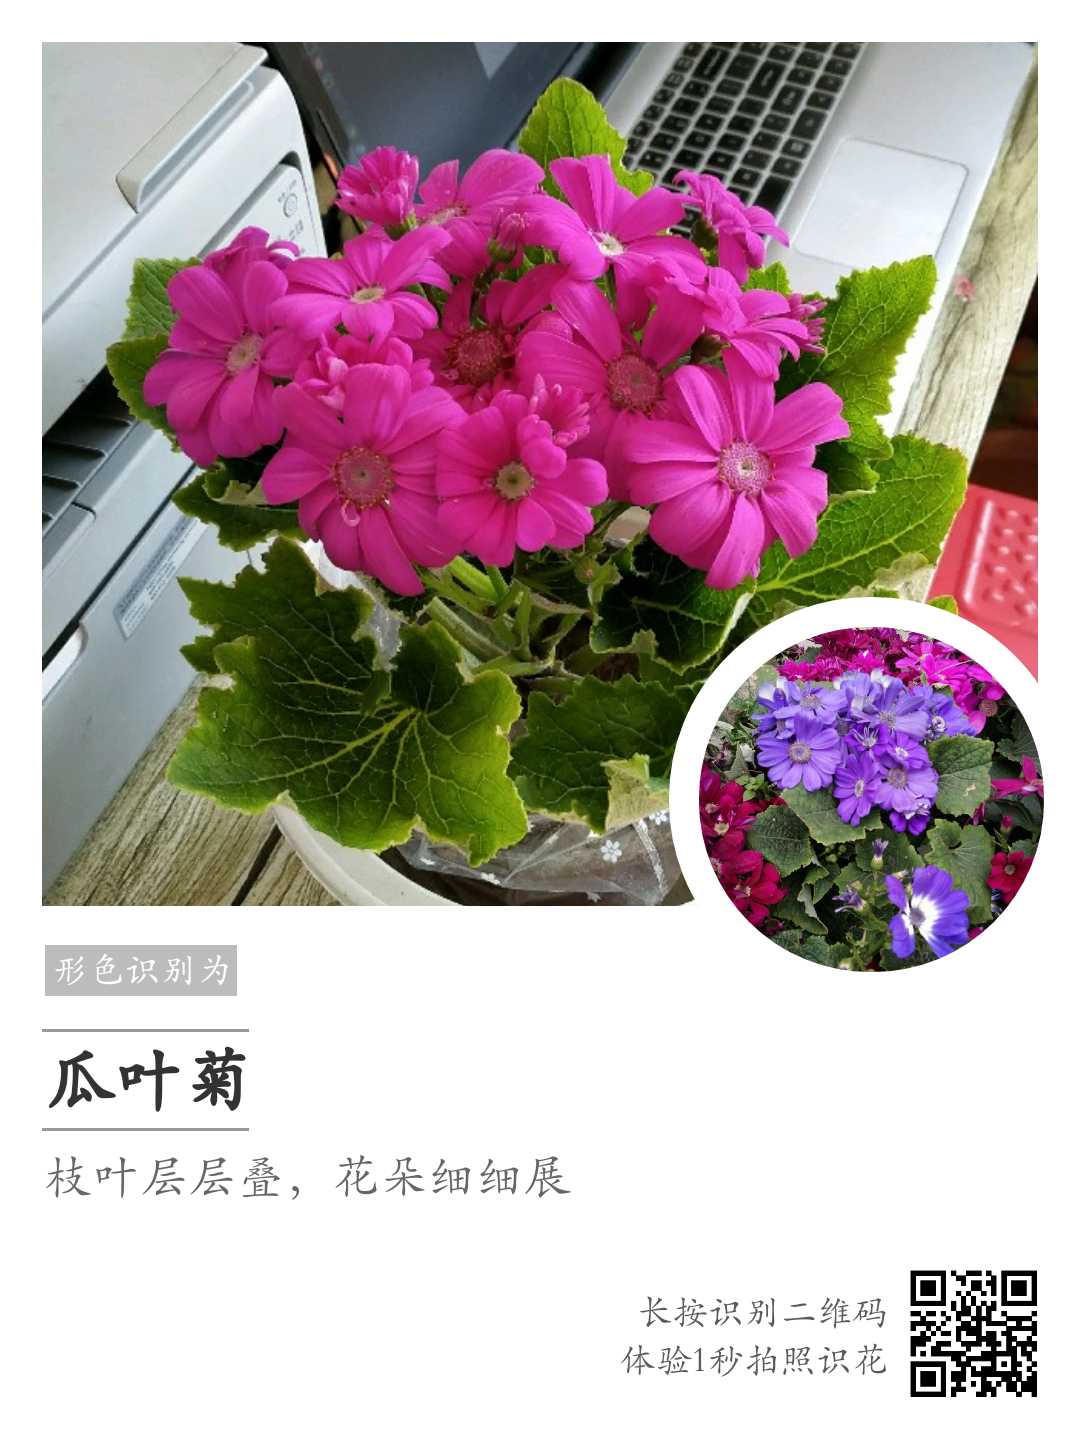 形色识别为
瓜叶菊
枝叶层层叠，花朵细细展
长按识别二维码
体验1秒拍照识花